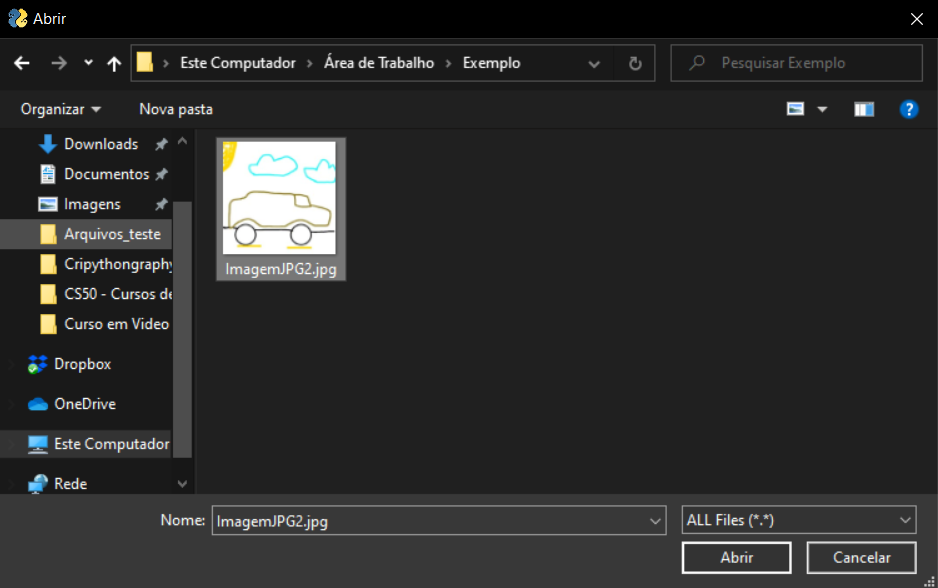 Abrir
Este Computador > Área de Trabalho > Exemplo
Pesquisar Exemplo
Organizar
Nova pasta
?
Downloads
Documentos
Imagens
Arquivos_teste
Cripythongraphy
CS50 - Cursos de
Curso em Video
Dropbox
OneDrive
Este Computador
Rede
ImagemJPG2.jpg
Nome: ImagemJPG2.jpg
ALL Files (*.*)
Abrir
Cancelar